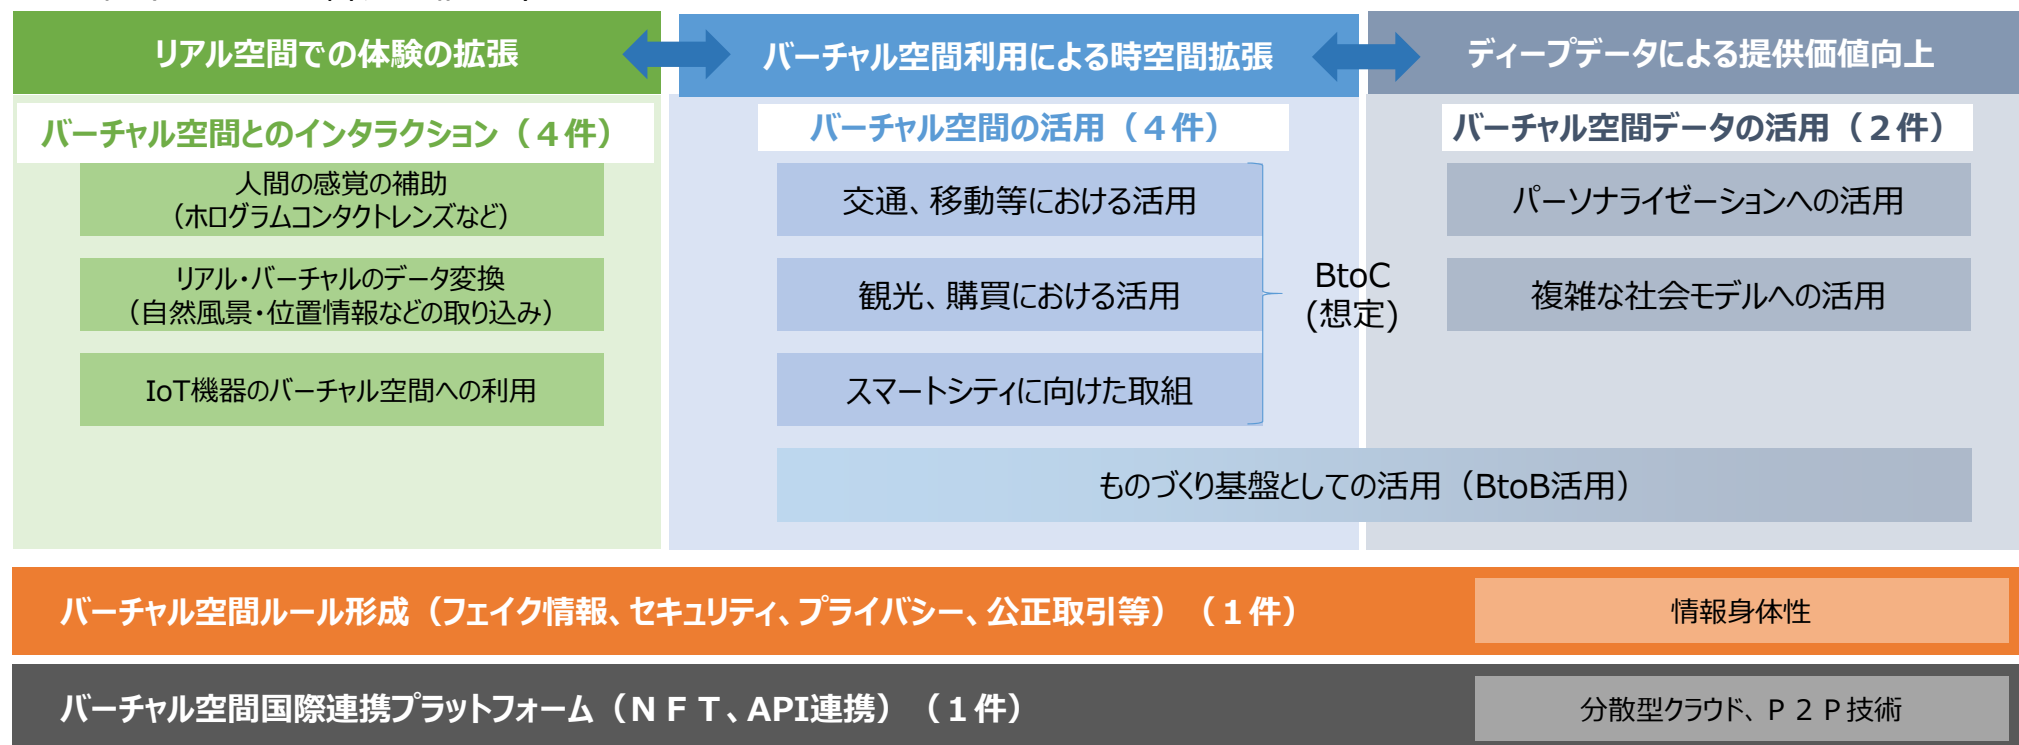 リアル空間での体験の拡張
バーチャル空間利用による時空間拡張
ディープデータによる提供価値向上
バーチャル空間とのインタラクション（４件）
人間の感覚の補助
（ホログラムコンタクトレンズなど）
リアル・バーチャルのデータ変換
（自然風景・位置情報などの取り込み）
IoT機器のバーチャル空間への利用
バーチャル空間の活用（４件）
交通、移動等における活用
観光、購買における活用
スマートシティに向けた取組
BtoC
(想定)
バーチャル空間データの活用（２件）
パーソナライゼーションへの活用
複雑な社会モデルへの活用
ものづくり基盤としての活用（BtoB活用）
バーチャル空間ルール形成（フェイク情報、セキュリティ、プライバシー、公正取引等）（１件）
情報身体性
バーチャル空間国際連携プラットフォーム（ＮＦＴ、API連携）（１件）
分散型クラウド、Ｐ２Ｐ技術